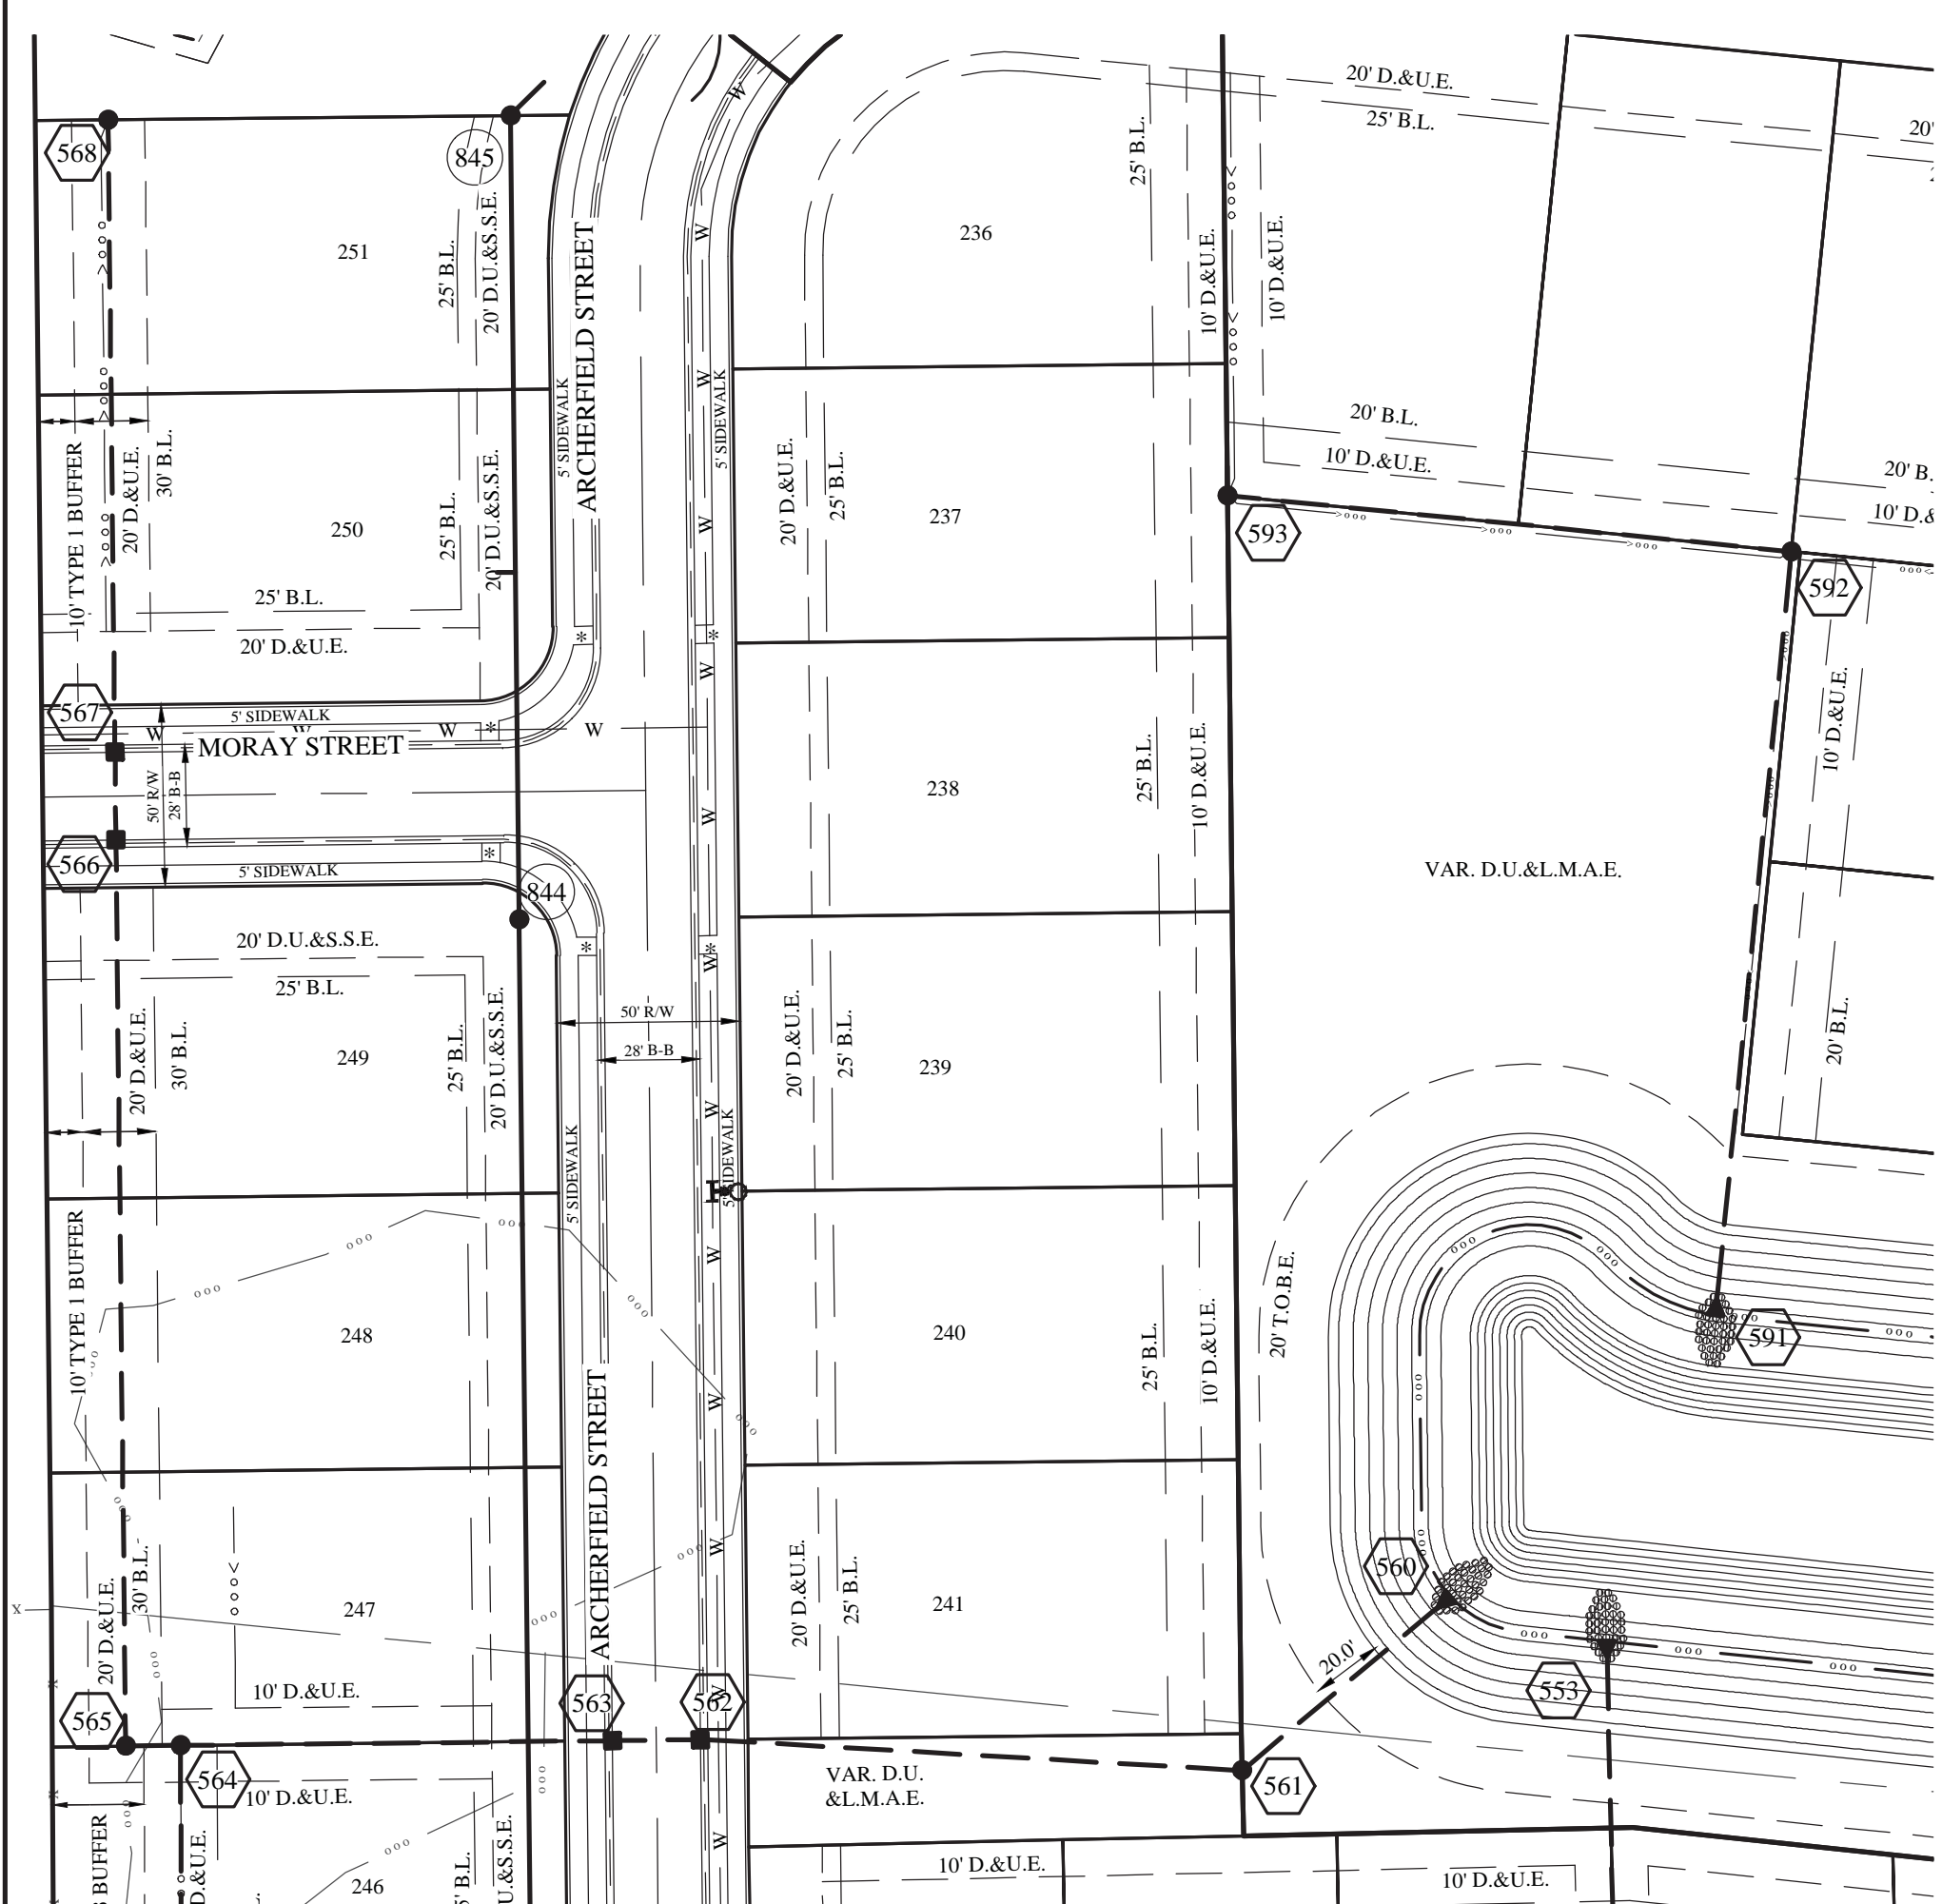 20' D.&U.E.
25' B.L.
20'
568
845
251
25' B.L.
20' D.U.&S.S.E.
ARCHERFIELD STREET
W
W
236
25' B.L.
10' D.&U.E.
10' D.&U.E.
10' TYPE 1 BUFFER
20' D.&U.E.
30' B.L.
250
25' B.L.
20' D.U.&S.S.E.
5' SIDEWALK
5' SIDEWALK
W
W
20' D.&U.E.
25' B.L.
237
20' B.L.
10' D.&U.E.
20' B.
10' D.&
593
592
25' B.L.
20' D.&U.E.
*
*
W
567
5' SIDEWALK
W
W
W
*
W
MORAY STREET
50' R/W
28' B-B
W
238
25' B.L.
10' D.&U.E.
10' D.&U.E.
566
5' SIDEWALK
*
844
VAR. D.U.&L.M.A.E.
20' D.U.&S.S.E.
25' B.L.
*
*
W
20' D.&U.E.
30' B.L.
249
25' B.L.
20' D.U.&S.S.E.
50' R/W
28' B-B
20' D.&U.E.
25' B.L.
239
20' B.L.
5' SIDEWALK
W
5' SIDEWALK
W
10' TYPE 1 BUFFER
248
240
25' B.L.
10' D.&U.E.
20' T.O.B.E.
591
W
ARCHERFIELD STREET
W
20' D.&U.E.
30' B.L.
247
20' D.&U.E.
25' B.L.
241
560
X
20.0'
553
10' D.&U.E.
565
563
562
W
X
564
10' D.&U.E.
VAR. D.U.
&L.M.A.E.
561
X
BUFFER
D.&U.E.
246
' B.L.
U.&S.S.E.
W
10' D.&U.E.
10' D.&U.E.